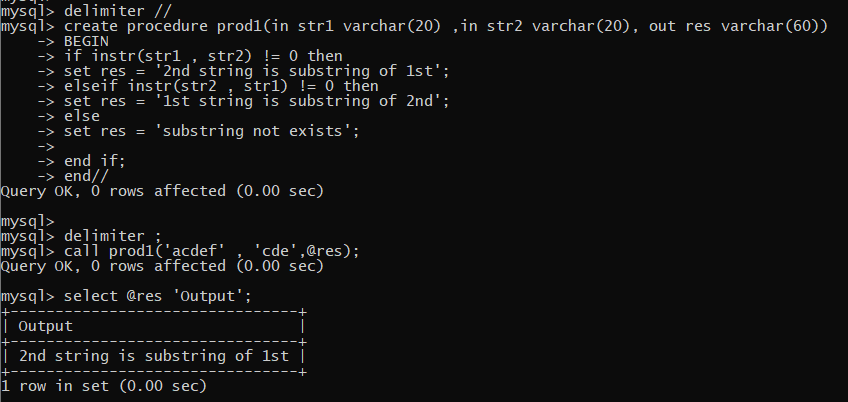 mysql> delimiter //
mysql> create procedure prod1(in str1 varchar(20) ,in str2 varchar(20), out res varchar(60))
    -> BEGIN
    -> if instr(str1 , str2) != 0 then
    -> set res = '2nd string is substring of 1st';
    -> elseif instr(str2 , str1) != 0 then
    -> set res = '1st string is substring of 2nd';
    -> else
    -> set res = 'substring not exists';
    ->
    -> end if;
    -> end//
Query OK, 0 rows affected (0.00 sec)
mysql>
mysql> delimiter ;
mysql> call prod1('acdef' , 'cde',@res);
Query OK, 0 rows affected (0.00 sec)
mysql> select @res 'Output';
+--------------------------------+
| Output                         |
+--------------------------------+
| 2nd string is substring of 1st |
+--------------------------------+
1 row in set (0.00 sec)